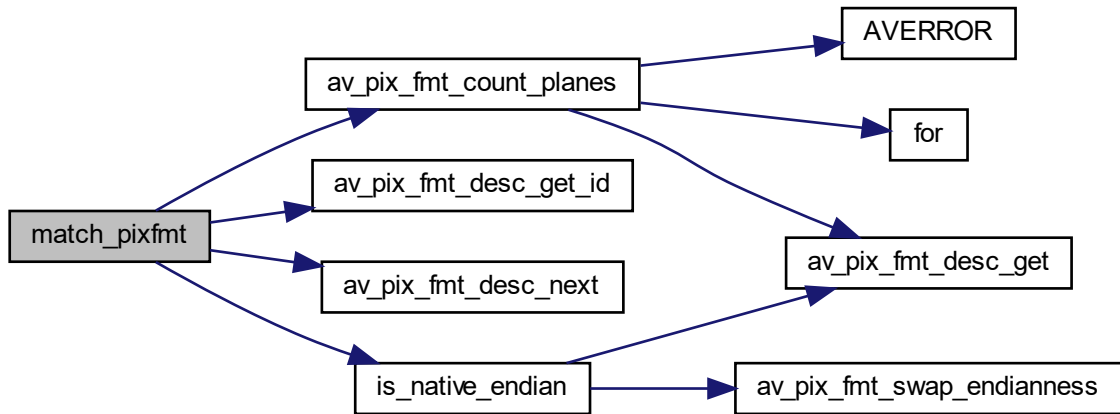 AVERROR
av_pix_fmt_count_planes
for
av_pix_fmt_desc_get_id
match_pixfmt
av_pix_fmt_desc_get
av_pix_fmt_desc_next
is_native_endian
av_pix_fmt_swap_endianness